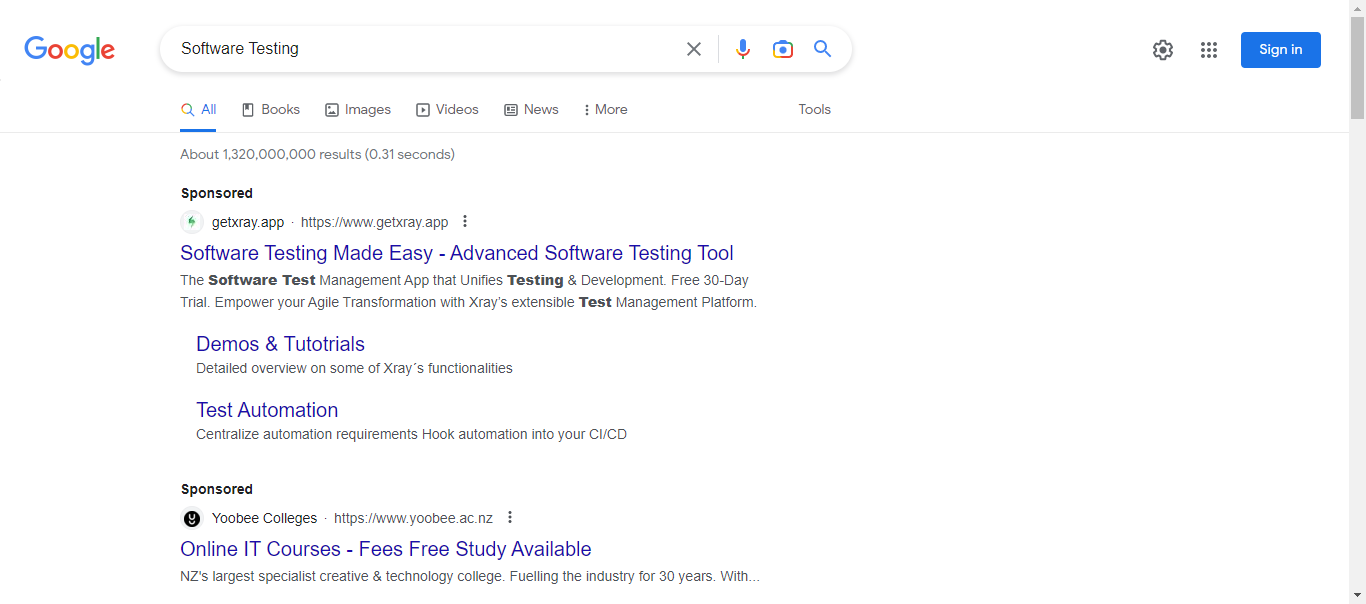 Google
Software Testing
Sign in
All Books Images Videos News More Tools
About 1,320,000,000 results (0.31 seconds)
Sponsored
getxray.app · https://www.getxray.app
Software Testing Made Easy - Advanced Software Testing Tool
The Software Test Management App that Unifies Testing & Development. Free 30-Day
Trial. Empower your Agile Transformation with Xray’s extensible Test Management Platform.
Demos & Tutotrials
Detailed overview on some of Xray´s functionalities
Test Automation
Centralize automation requirements Hook automation into your CI/CD
Sponsored
Yoobee Colleges · https://www.yoobee.ac.nz
Online IT Courses - Fees Free Study Available
NZ's largest specialist creative & technology college. Fuelling the industry for 30 years. With...